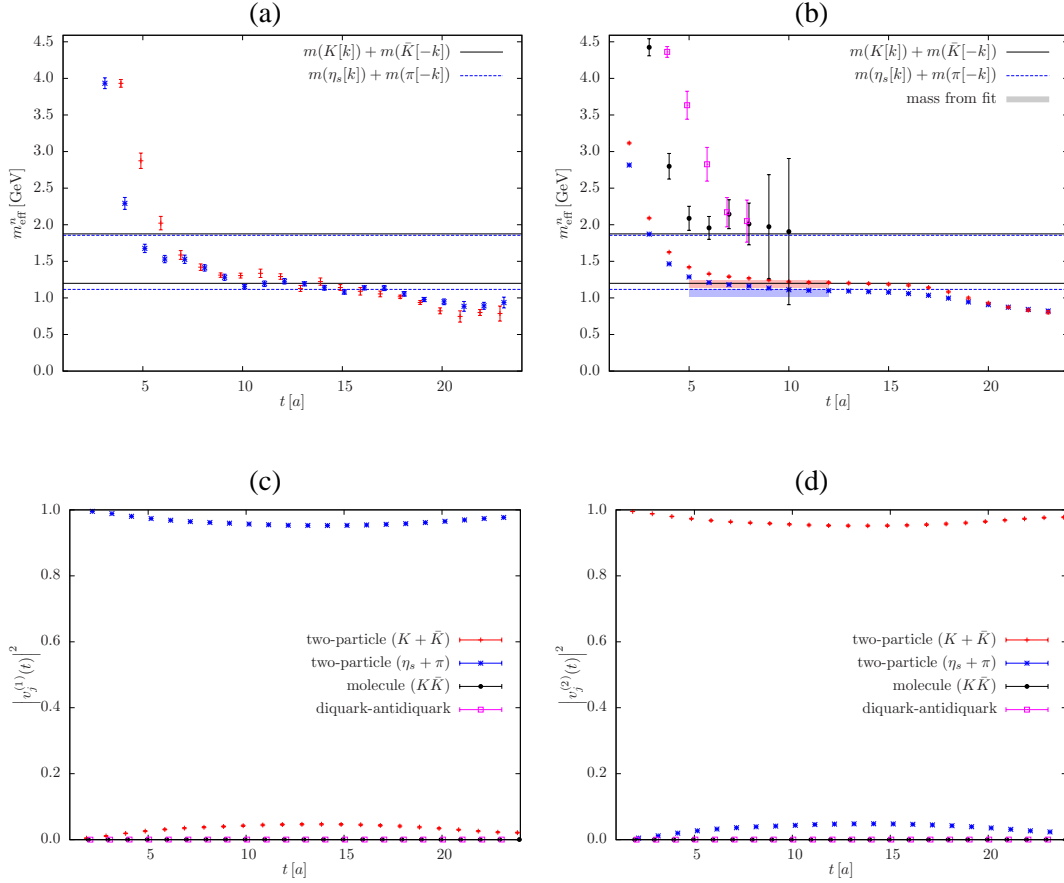 (a)
m(K[k]) + m(K̄[−k])
m(η_s[k]) + m(π[−k])
m^n_eff [GeV]
4.5
4.0
3.5
3.0
2.5
2.0
1.5
1.0
0.5
0.0
5 10 15 20
t [a]
(b)
m(K[k]) + m(K̄[−k])
m(η_s[k]) + m(π[−k])
mass from fit
m^n_eff [GeV]
4.5
4.0
3.5
3.0
2.5
2.0
1.5
1.0
0.5
0.0
5 10 15 20
t [a]
(c)
|v_j^(1)(t)|^2
1.0
0.8
0.6
0.4
0.2
0.0
two-particle (K + K̄)
two-particle (η_s + π)
molecule (KK̄)
diquark-antidiquark
5 10 15 20
t [a]
(d)
|v_j^(2)(t)|^2
1.0
0.8
0.6
0.4
0.2
0.0
two-particle (K + K̄)
two-particle (η_s + π)
molecule (KK̄)
diquark-antidiquark
5 10 15 20
t [a]